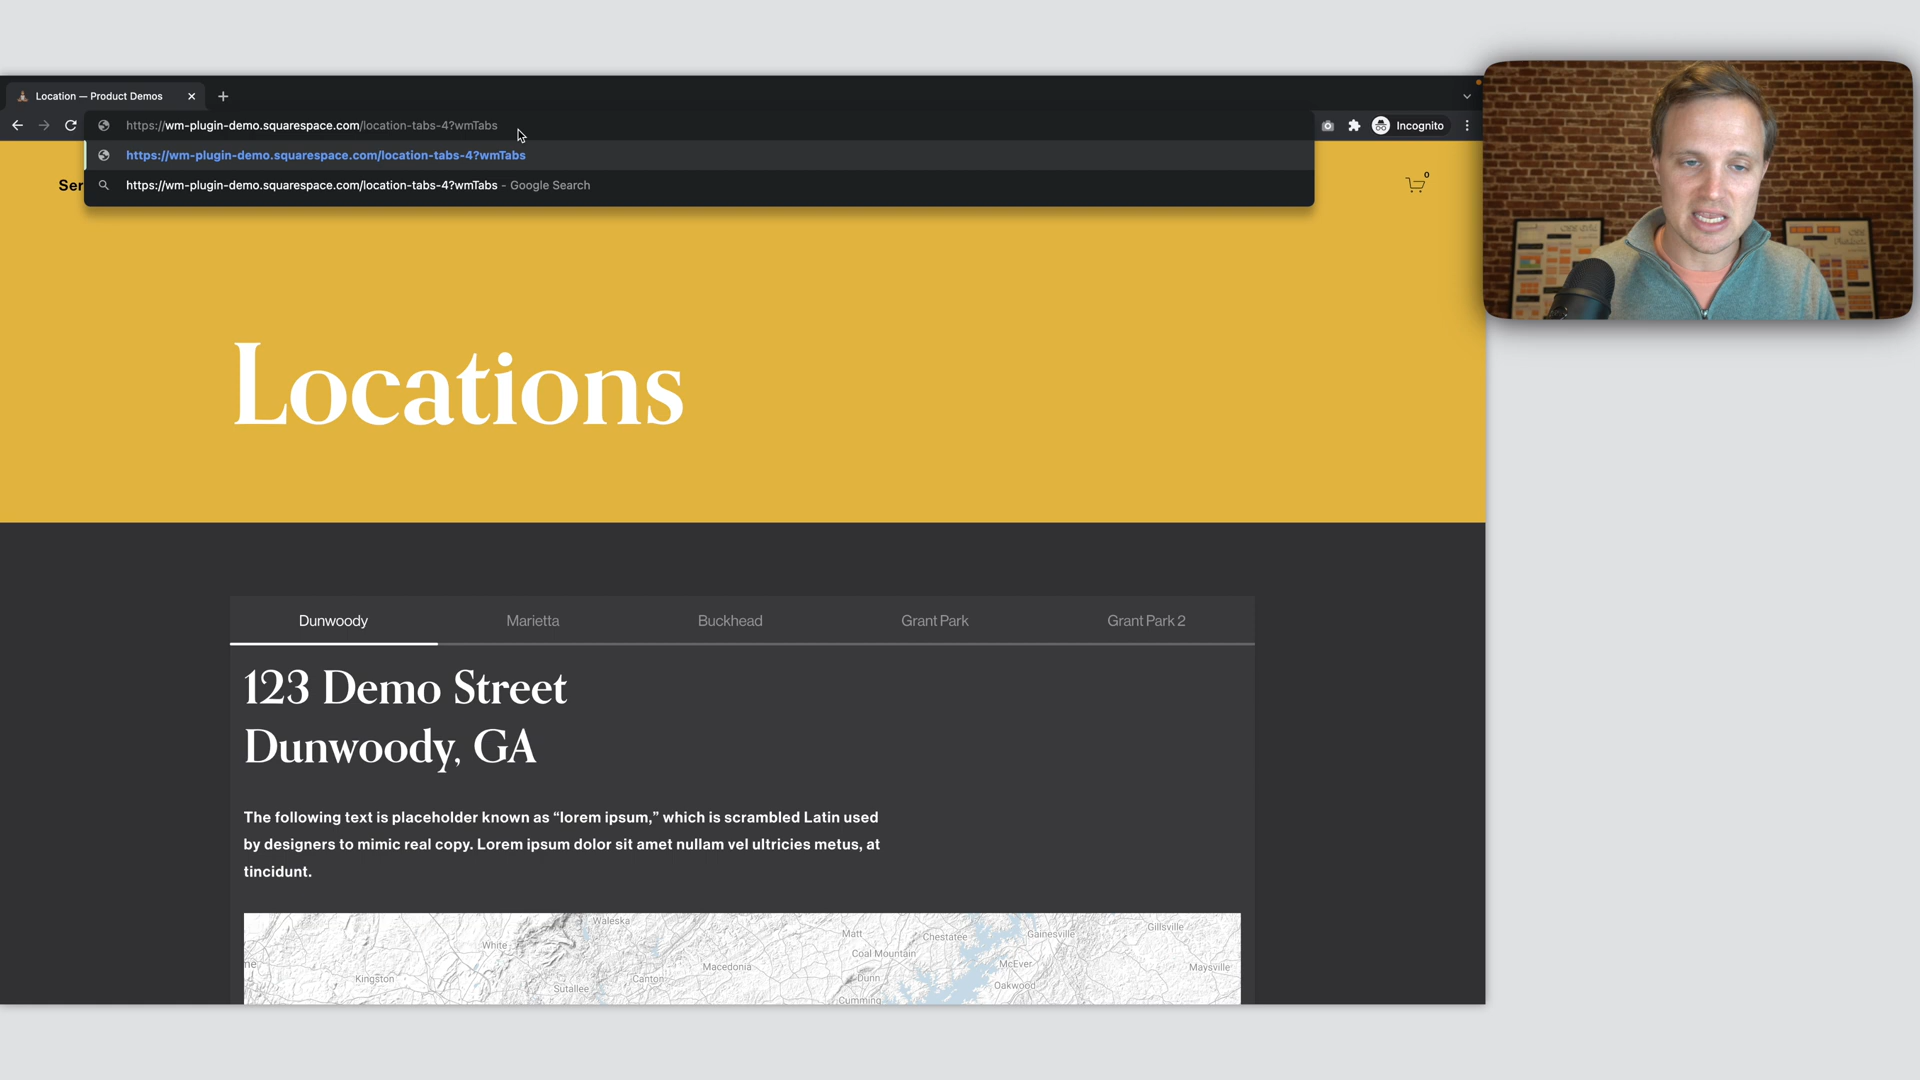 Location — Product Demos
https://wm-plugin-demo.squarespace.com/location-tabs-4?wmTabs
Incognito
https://wm-plugin-demo.squarespace.com/location-tabs-4?wmTabs
https://wm-plugin-demo.squarespace.com/location-tabs-4?wmTabs - Google Search
Ser
0
Locations
Dunwoody
Marietta
Buckhead
Grant Park
Grant Park 2
123 Demo Street
Dunwoody, GA
The following text is placeholder known as “lorem ipsum,” which is scrambled Latin used
by designers to mimic real copy. Lorem ipsum dolor sit amet nullam vel ultricies metus, at
tincidunt.
Waleska
White
Matt
Chestatee
Gainesville
Gillsville
Coal Mountain
ne
Macedonia
McEver
Maysville
Kingston
Canton
Dunn
Sutallee
Oakwood
Cumming